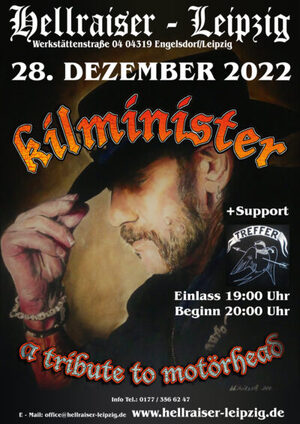 Hellraiser - Leipzig
Werkstättenstraße 04 04319 Engelsdorf/Leipzig
28. DEZEMBER 2022
kilminister
+Support
TREFFER
Einlass 19:00 Uhr
Beginn 20:00 Uhr
a tribute to motörhead
Info Tel.: 0177 / 356 62 47
E - Mail: office@hellraiser-leipzig.de www.hellraiser-leipzig.de